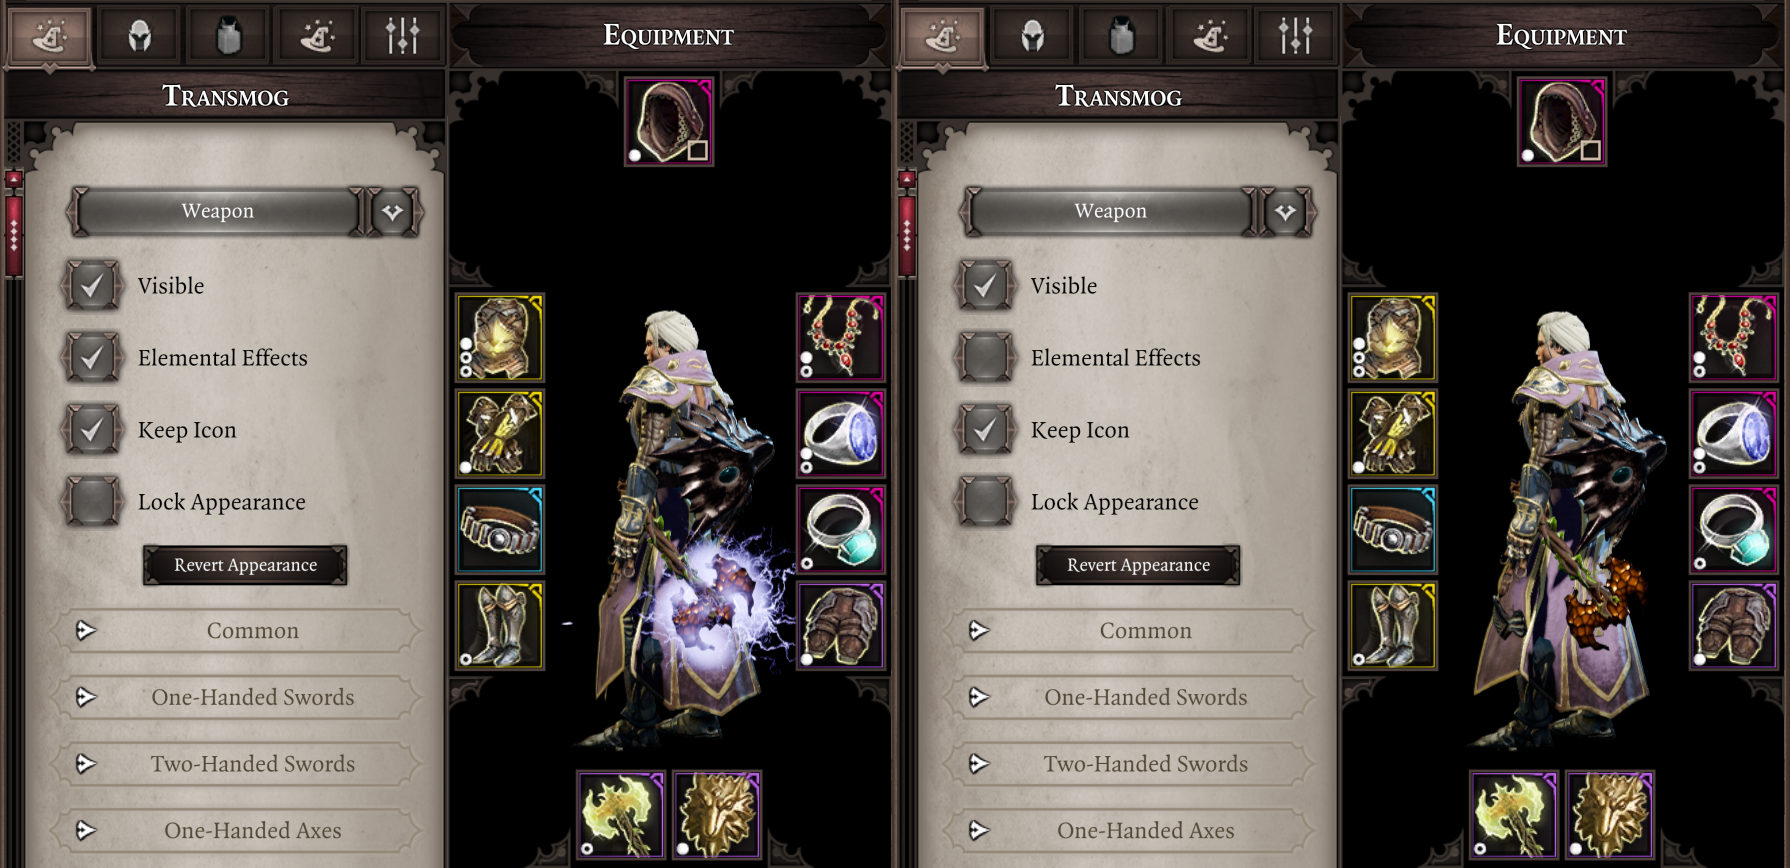 Equipment
Transmog
Weapon
Visible
Elemental Effects
Keep Icon
Lock Appearance
Revert Appearance
Common
One-Handed Swords
Two-Handed Swords
One-Handed Axes
Equipment
Transmog
Weapon
Visible
Elemental Effects
Keep Icon
Lock Appearance
Revert Appearance
Common
One-Handed Swords
Two-Handed Swords
One-Handed Axes